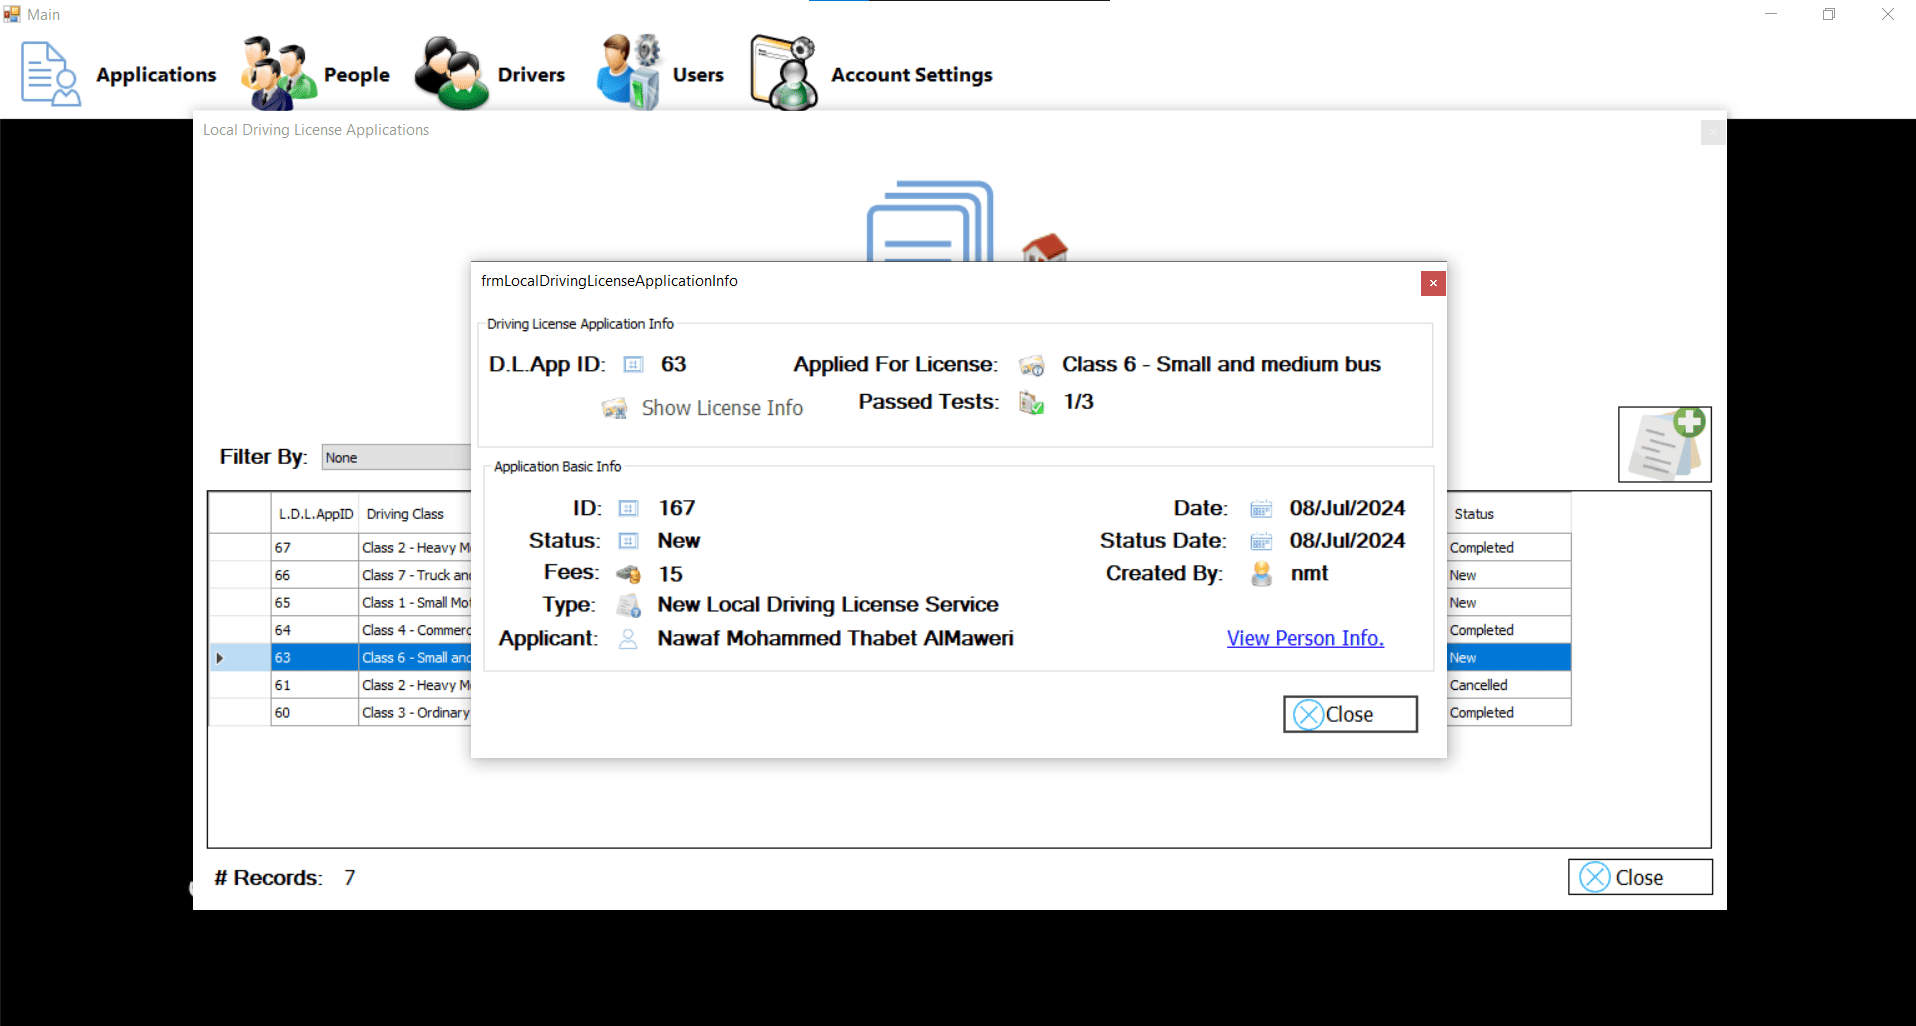 Main
Applications People Drivers Users Account Settings
Local Driving License Applications
frmLocalDrivingLicenseApplicationInfo
Driving License Application Info
D.L.App ID: 63 Applied For License: Class 6 - Small and medium bus
Show License Info Passed Tests: 1/3
Filter By: None
Application Basic Info
ID: 167 Date: 08/Jul/2024
Status: New Status Date: 08/Jul/2024
Fees: 15 Created By: nmt
Type: New Local Driving License Service
Applicant: Nawaf Mohammed Thabet AlMaweri View Person Info.
Close
L.D.L.AppID Driving Class Status
67 Class 2 - Heavy M Completed
66 Class 7 - Truck and New
65 Class 1 - Small Mot New
64 Class 4 - Commerc Completed
63 Class 6 - Small and New
61 Class 2 - Heavy M Cancelled
60 Class 3 - Ordinary Completed
# Records: 7 Close